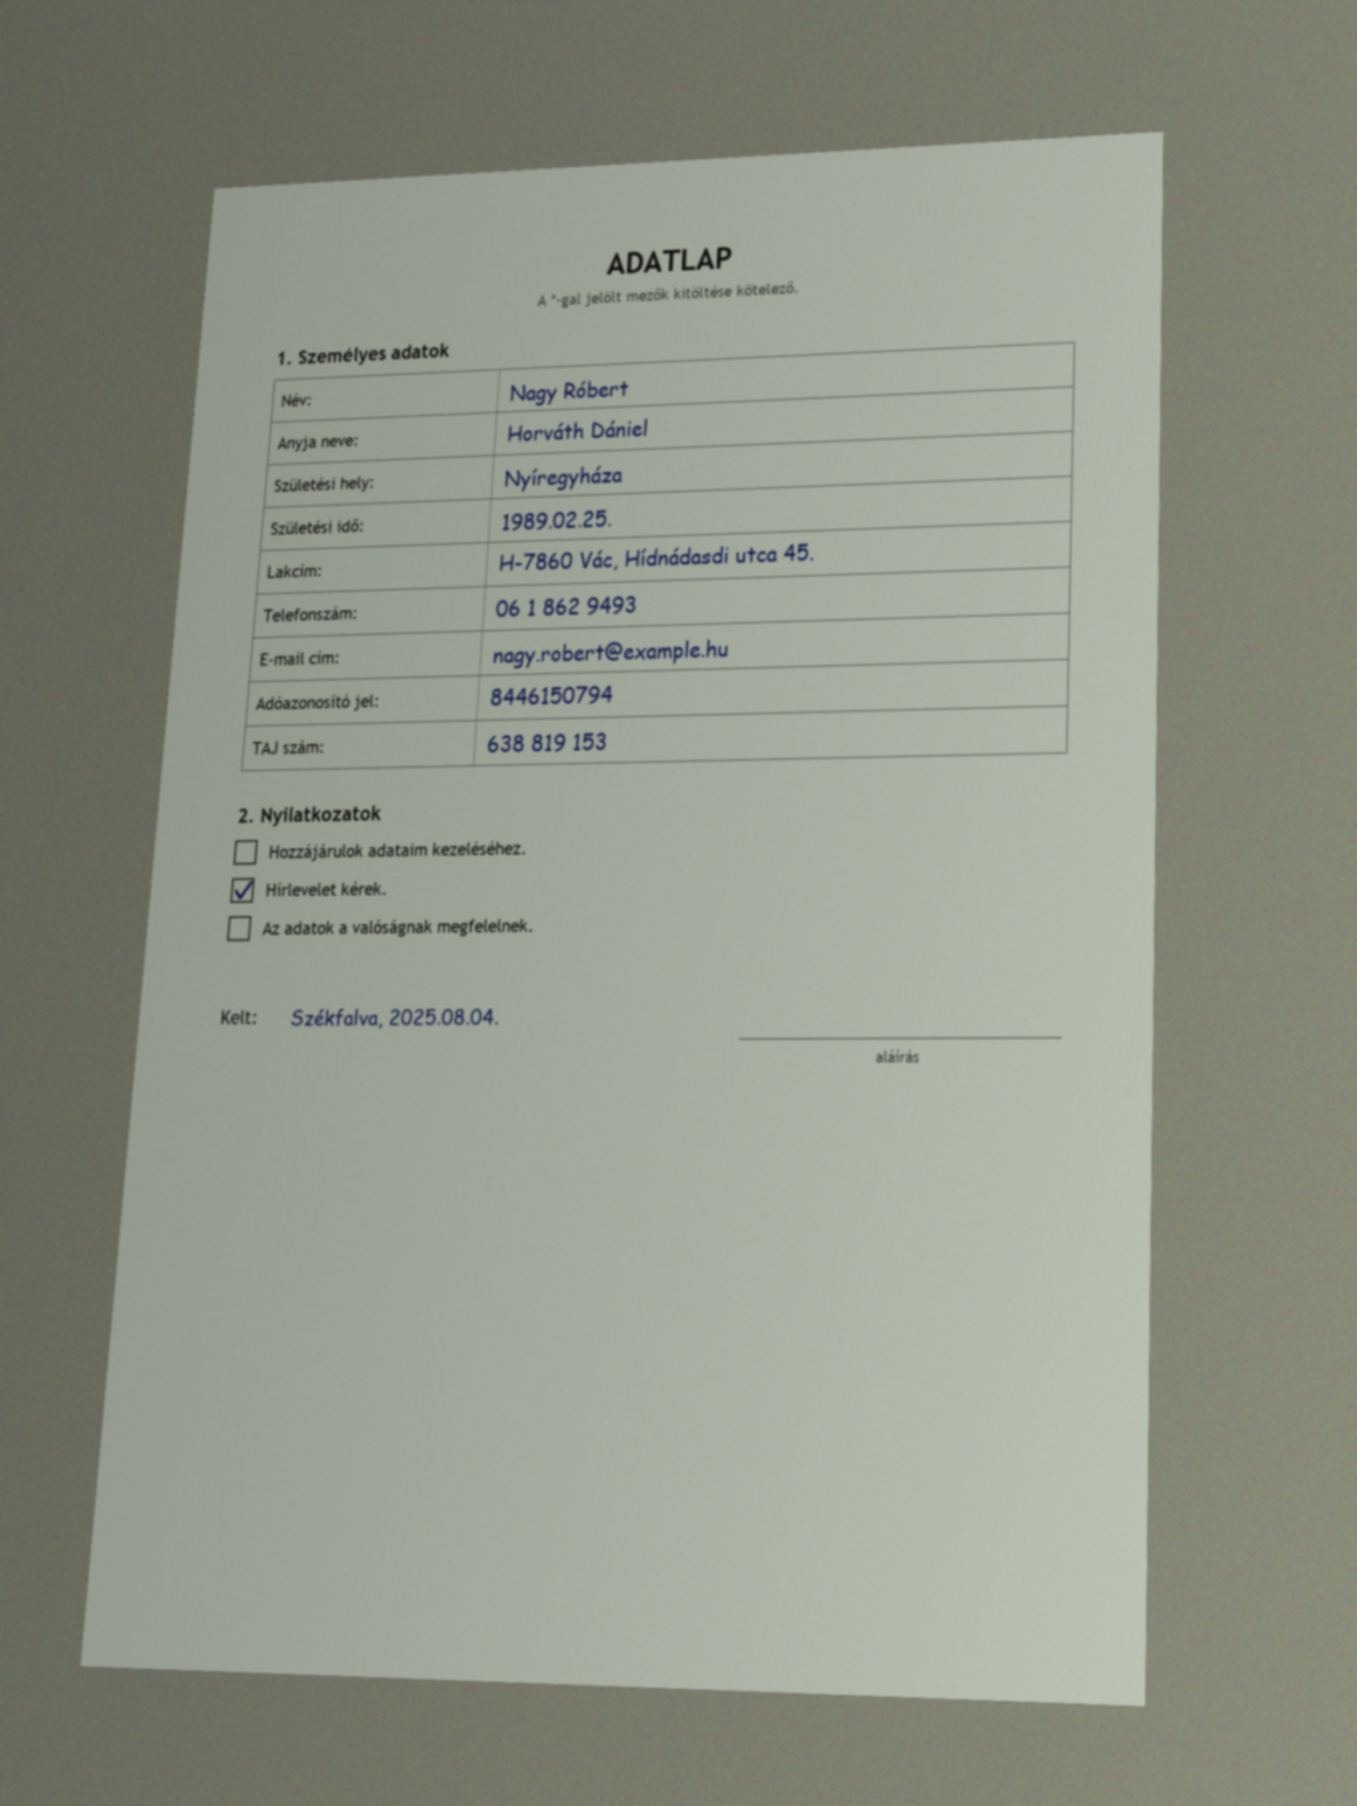 ADATLAP
A *-gal jelölt mezők kitöltése kötelező.
1. Személyes adatok
Név: Nagy Róbert
Anyja neve: Horváth Dániel
Születési hely: Nyíregyháza
Születési idő: 1989.02.25.
Lakcím: H-7860 Vác, Hídnádasdi utca 45.
Telefonszám: 06 1 862 9493
E-mail cím: nagy.robert@example.hu
Adóazonosító jel: 8446150794
TAJ szám: 638 819 153
2. Nyilatkozatok
Hozzájárulok adataim kezeléséhez.
Hírlevelet kérek.
Az adatok a valóságnak megfelelnek.
Kelt: Székfalva, 2025.08.04.
aláírás